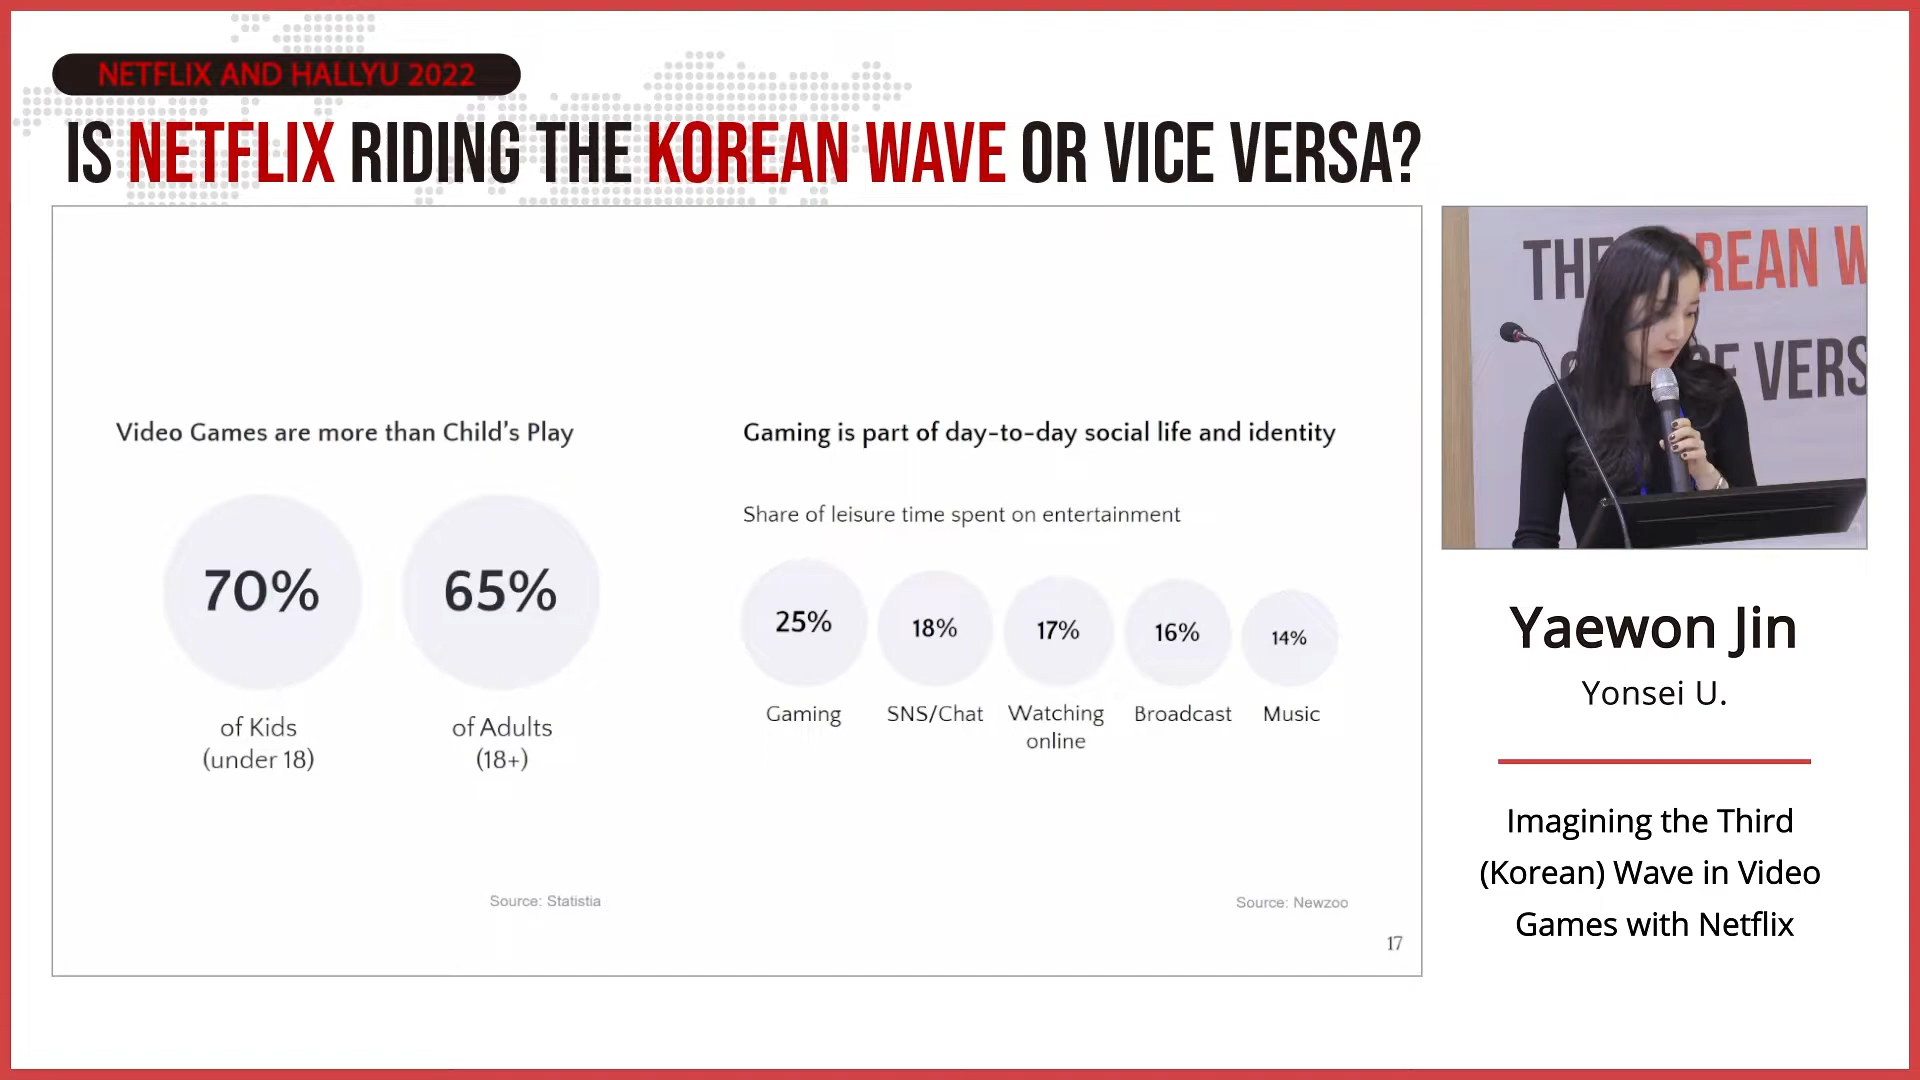 NETFLIX AND HALLYU 2022
IS NETFLIX RIDING THE KOREAN WAVE OR VICE VERSA?
Video Games are more than Child's Play
70%
65%
of Kids
(under 18)
of Adults
(18+)
Source: Statistia
Gaming is part of day-to-day social life and identity
Share of leisure time spent on entertainment
25%
18%
17%
16%
14%
Gaming
SNS/Chat
Watching
online
Broadcast
Music
Source: Newzoo
17
THE REAN W
VERS
Yaewon Jin
Yonsei U.
Imagining the Third
(Korean) Wave in Video
Games with Netflix